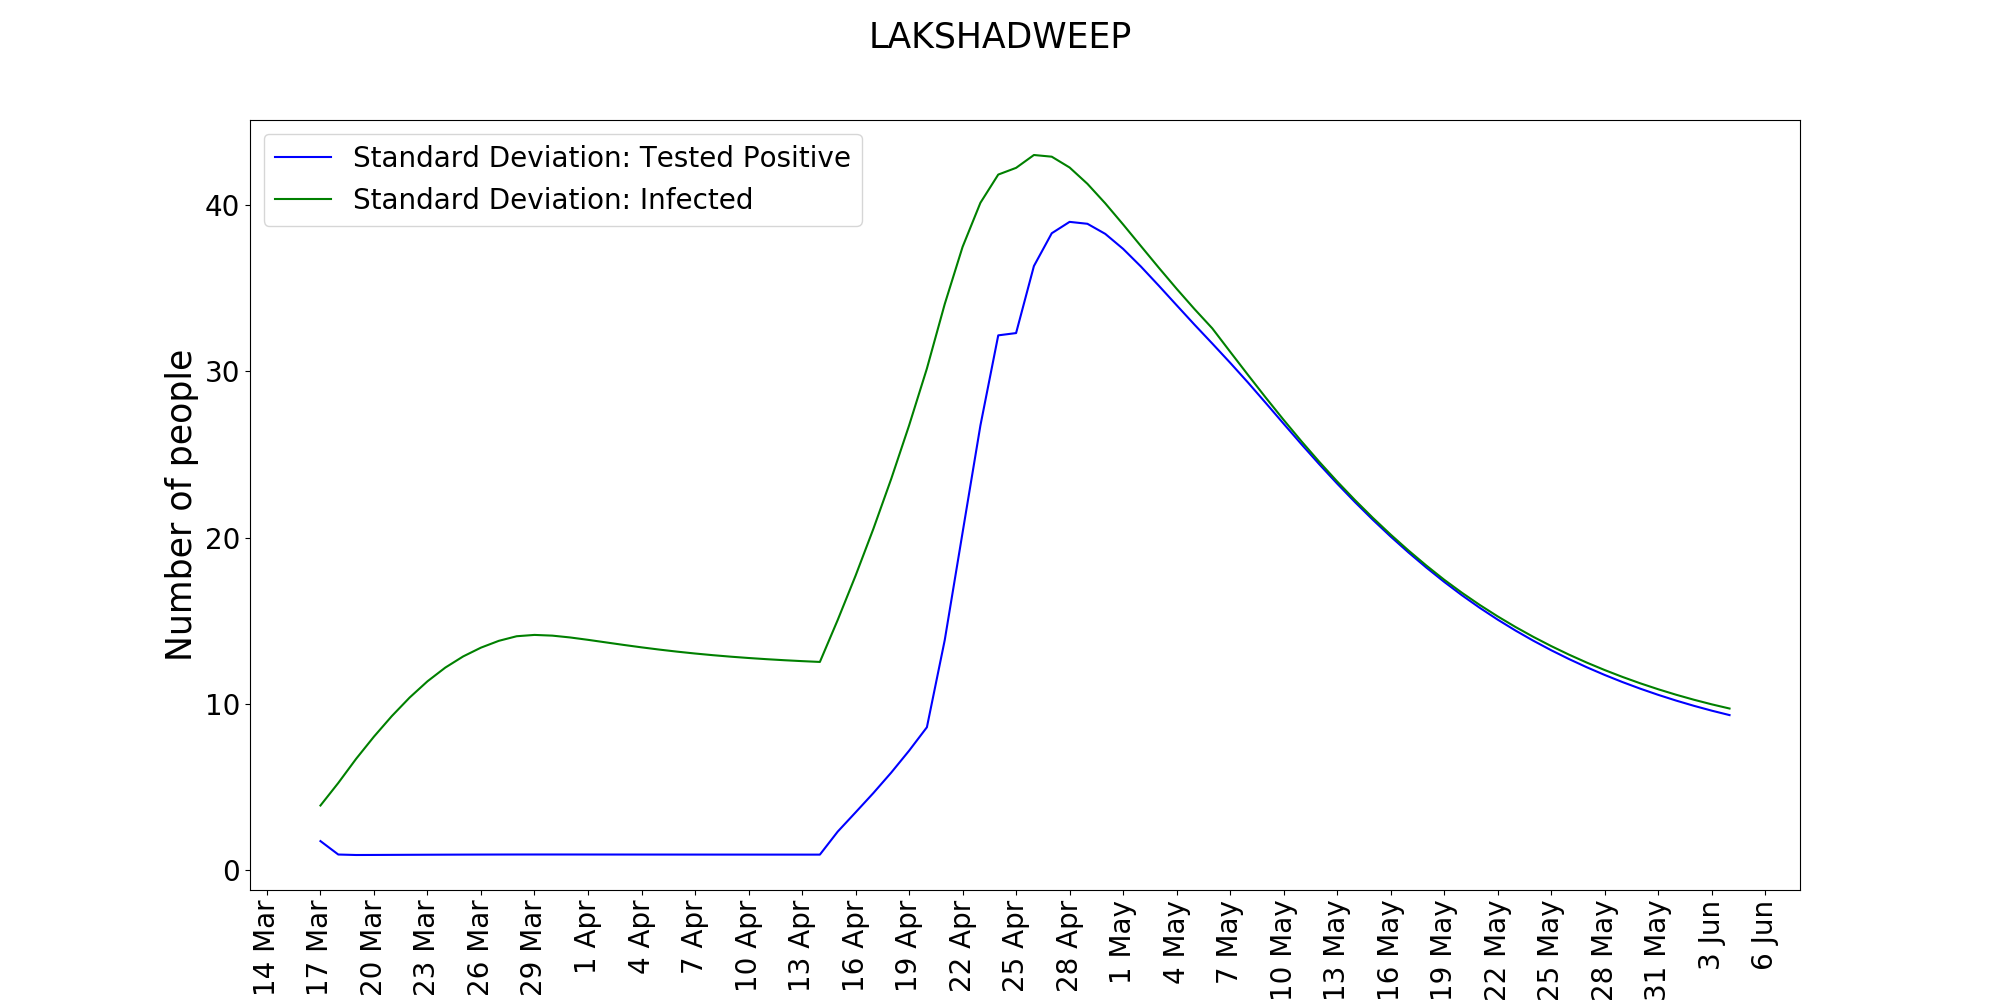 LAKSHADWEEP
Standard Deviation: Tested Positive
Standard Deviation: Infected
Number of people
40
30
20
10
0
14 Mar
17 Mar
20 Mar
23 Mar
26 Mar
29 Mar
1 Apr
4 Apr
7 Apr
10 Apr
13 Apr
16 Apr
19 Apr
22 Apr
25 Apr
28 Apr
1 May
4 May
7 May
10 May
13 May
16 May
19 May
22 May
25 May
28 May
31 May
3 Jun
6 Jun